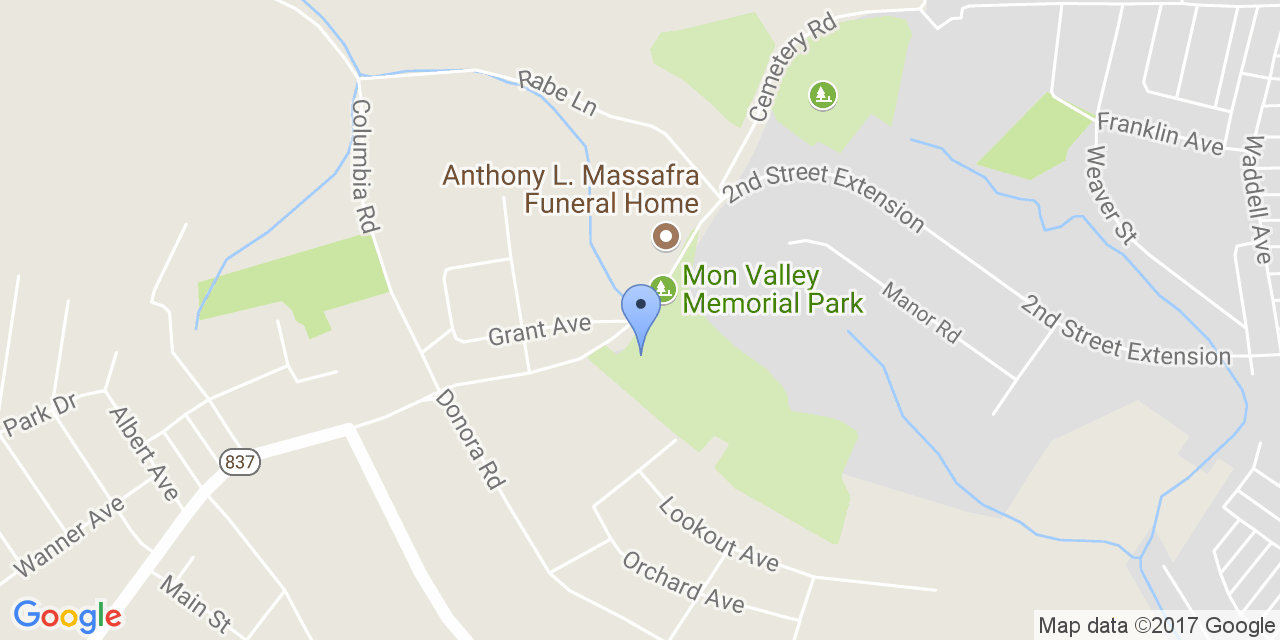 Rabe Ln
Cemetery Rd
Columbia Rd
Franklin Ave
Waddell Ave
Weaver St
Anthony L. Massafra
Funeral Home
2nd Street Extension
Mon Valley
Memorial Park
Manor Rd
2nd Street Extension
Grant Ave
Park Dr
Albert Ave
Donora Rd
837
Wanner Ave
Main St
Lookout Ave
Orchard Ave
Google
Map data ©2017 Google